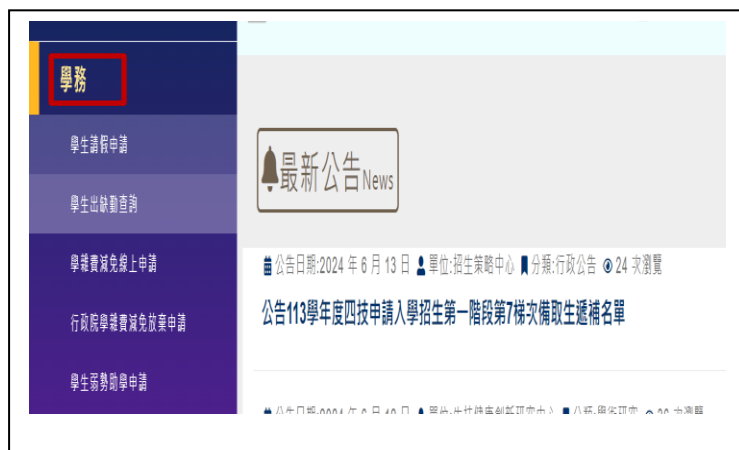 學務
學生請假申請
學生出缺勤查詢
學雜費減免線上申請
行政院學雜費減免放棄申請
學生弱勢助學申請
最新公告News
公告日期:2024 年 6 月 13 日 單位:招生策略中心 分類:行政公告 24 次瀏覽
公告113學年度四技申請入學招生第一階段第7梯次備取生遞補名單